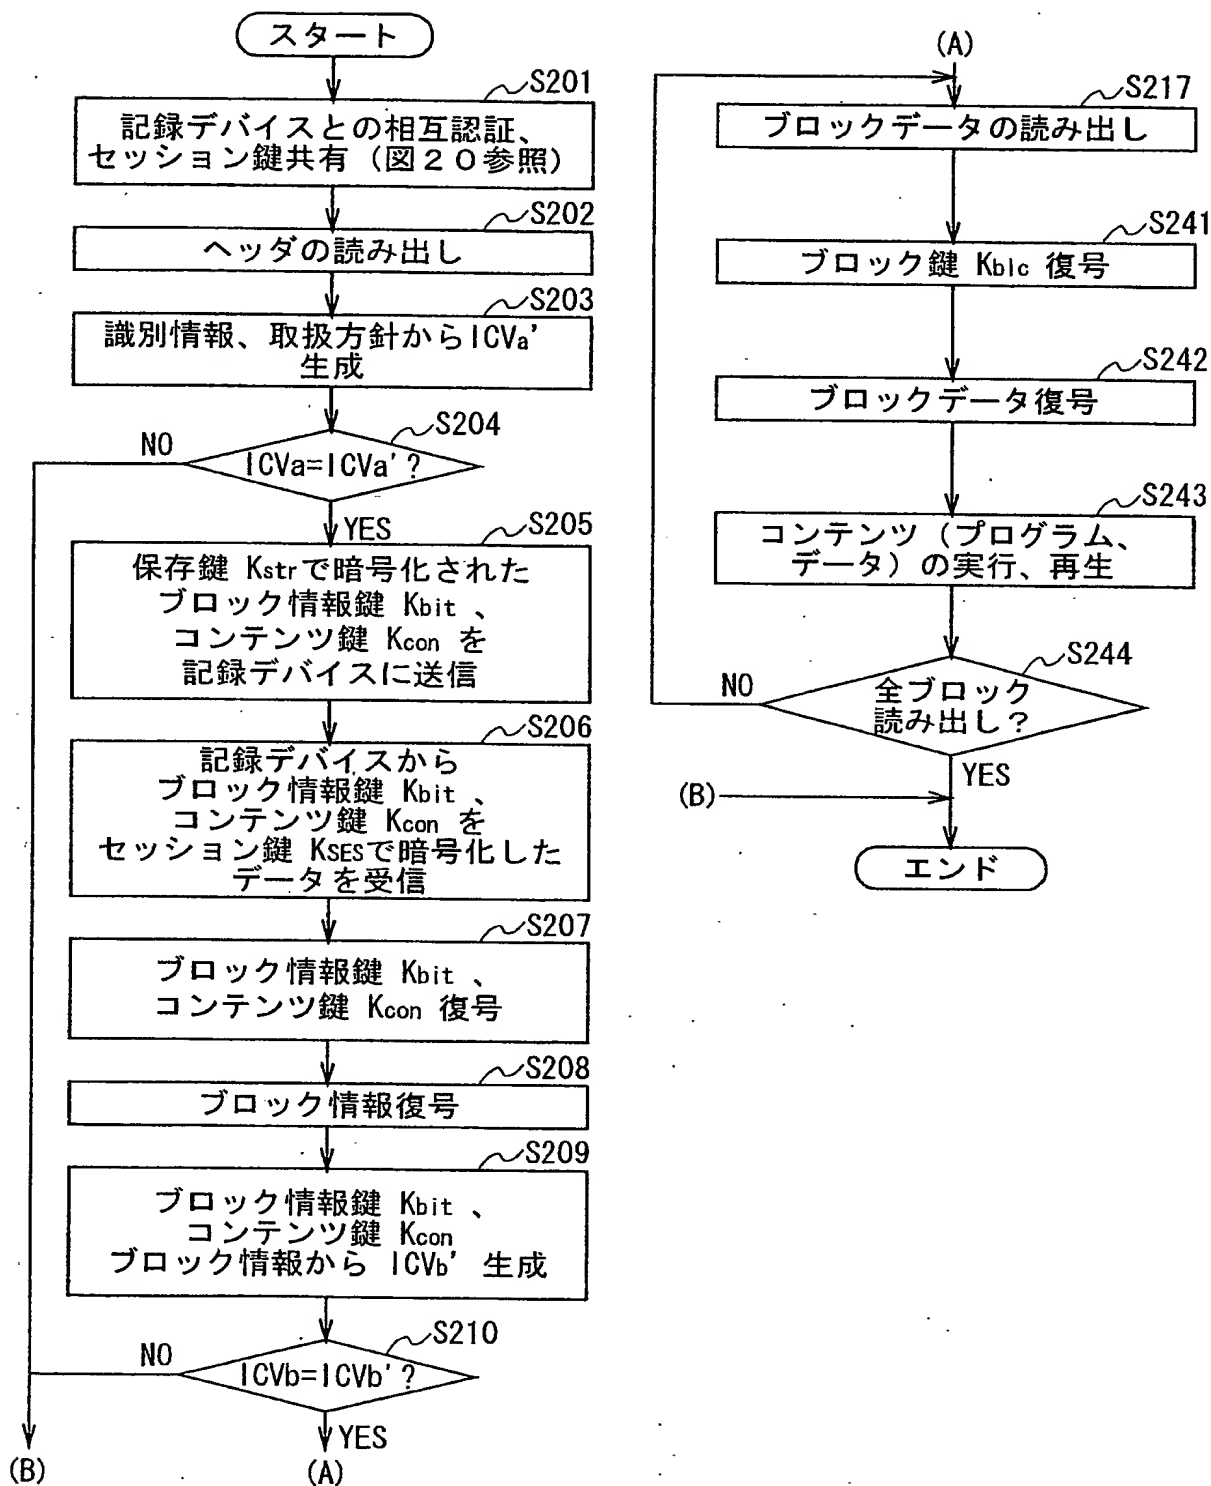 スタート
S201
記録デバイスとの相互認証、
セッション鍵共有（図２０参照）
S202
ヘッダの読み出し
S203
識別情報、取扱方針からICVa'
生成
S204
NO
ICVa=ICVa'?
YES
S205
保存鍵 Kstrで暗号化された
ブロック情報鍵 Kbit 、
コンテンツ鍵 Kcon を
記録デバイスに送信
S206
記録デバイスから
ブロック情報鍵 Kbit 、
コンテンツ鍵 Kcon を
セッション鍵 KSESで暗号化した
データを受信
S207
ブロック情報鍵 Kbit 、
コンテンツ鍵 Kcon 復号
S208
ブロック情報復号
S209
ブロック情報鍵 Kbit 、
コンテンツ鍵 Kcon
ブロック情報から ICVb' 生成
S210
NO
ICVb=ICVb'?
YES
(B)
(A)
(A)
S217
ブロックデータの読み出し
S241
ブロック鍵 Kblc 復号
S242
ブロックデータ復号
S243
コンテンツ（プログラム、
データ）の実行、再生
S244
NO
全ブロック
読み出し？
YES
(B)
エンド